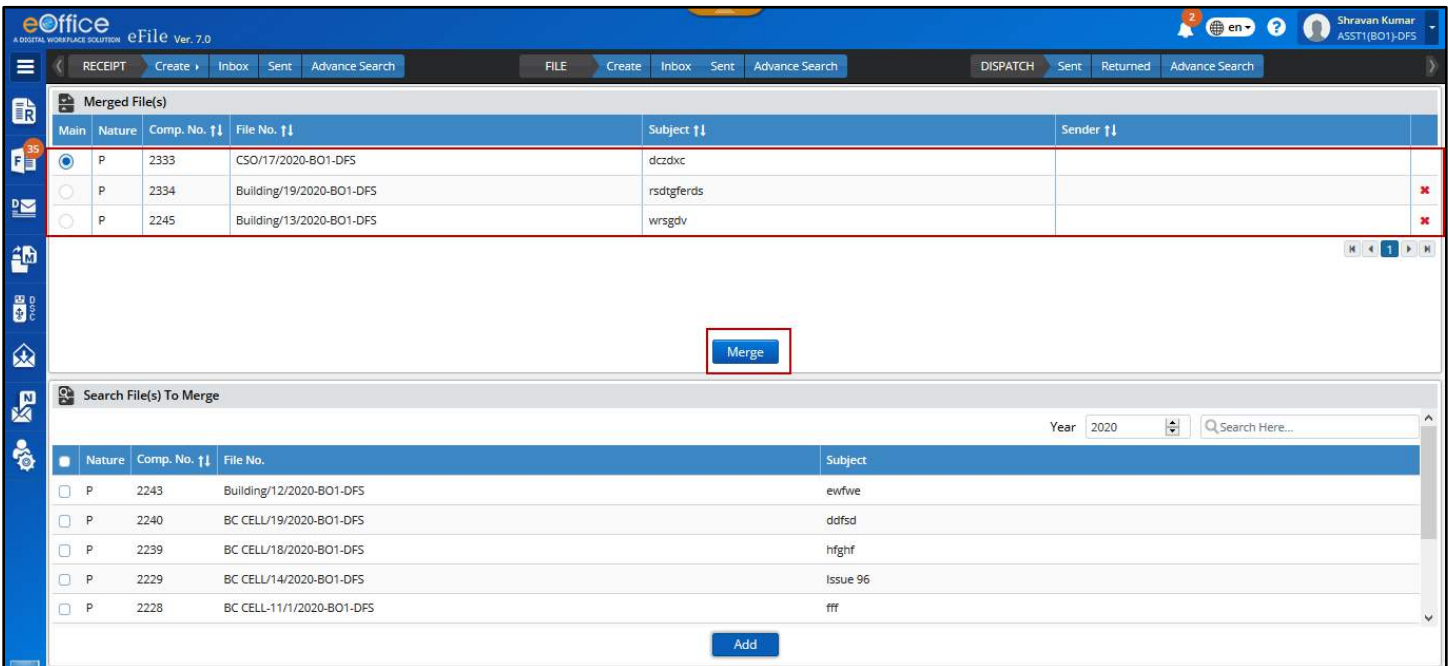 eOffice
A DIGITAL WORKPLACE SOLUTION eFile Ver. 7.0
2 en ? Shravan Kumar
ASST1(BO1)-DFS
RECEIPT Create Inbox Sent Advance Search FILE Create Inbox Sent Advance Search DISPATCH Sent Returned Advance Search
R
F 35
D
M
DSC
N
Merged File(s)
Main Nature Comp. No. File No. Subject Sender
P 2333 CSO/17/2020-BO1-DFS dczdxc
P 2334 Building/19/2020-BO1-DFS rsdtgferds
P 2245 Building/13/2020-BO1-DFS wrsgdv
1
Merge
Search File(s) To Merge
Year 2020 Search Here...
Nature Comp. No. File No. Subject
P 2243 Building/12/2020-BO1-DFS ewfwe
P 2240 BC CELL/19/2020-BO1-DFS ddfsd
P 2239 BC CELL/18/2020-BO1-DFS hfghf
P 2229 BC CELL/14/2020-BO1-DFS Issue 96
P 2228 BC CELL-11/1/2020-BO1-DFS fff
Add